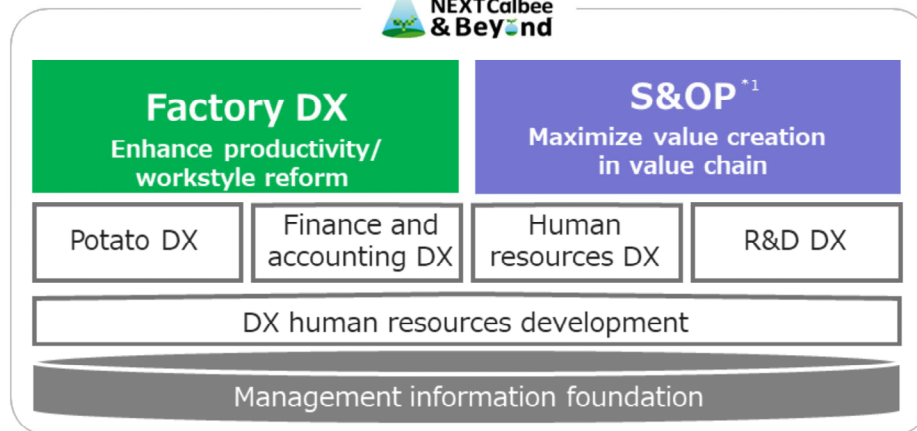 NEXT Calbee
& Beyond
Factory DX
Enhance productivity/
workstyle reform
S&OP*1
Maximize value creation
in value chain
Potato DX
Finance and
accounting DX
Human
resources DX
R&D DX
DX human resources development
Management information foundation